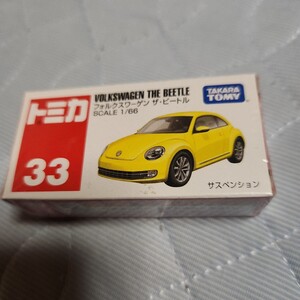 トミカ
33
VOLKSWAGEN THE BEETLE
フォルクスワーゲン ザ・ビートル
SCALE 1/66
TAKARA
TOMY
サスペンション